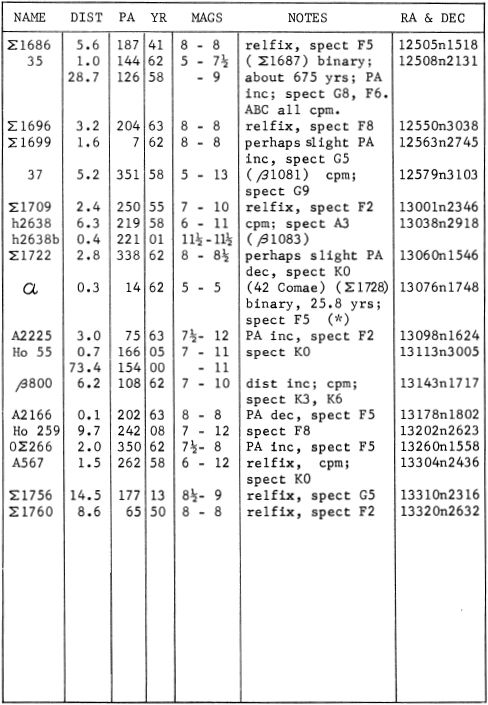 NAME DIST PA YR MAGS NOTES RA & DEC
Σ1686 5.6 187 41 8 - 8 relfix, spect F5 12505n1518
35 1.0 144 62 5 - 7½ ( Σ1687) binary; 12508n2131
28.7 126 58 - 9 about 675 yrs; PA
inc; spect G8, F6.
ABC all cpm.
Σ1696 3.2 204 63 8 - 8 relfix, spect F8 12550n3038
Σ1699 1.6 7 62 8 - 8 perhaps slight PA 12563n2745
inc, spect G5
37 5.2 351 58 5 - 13 (β1081) cpm; 12579n3103
spect G9
Σ1709 2.4 250 55 7 - 10 relfix, spect F2 13001n2346
h2638 6.3 219 58 6 - 11 cpm; spect A3 13038n2918
h2638b 0.4 221 01 11½-11½ (β1083)
Σ1722 2.8 338 62 8 - 8½ perhaps slight PA 13060n1546
dec, spect K0
α 0.3 14 62 5 - 5 (42 Comae) (Σ1728) 13076n1748
binary, 25.8 yrs;
spect F5 (*)
A2225 3.0 75 63 7½- 12 PA inc, spect F2 13098n1624
Ho 55 0.7 166 05 7 - 11 spect K0 13113n3005
73.4 154 00 - 11
β800 6.2 108 62 7 - 10 dist inc; cpm; 13143n1717
spect K3, K6
A2166 0.1 202 63 8 - 8 PA dec, spect F5 13178n1802
Ho 259 9.7 242 08 7 - 12 spect F8 13202n2623
OΣ266 2.0 350 62 7½- 8 PA inc, spect F5 13260n1558
A567 1.5 262 58 6 - 12 relfix, cpm; 13304n2436
spect K0
Σ1756 14.5 177 13 8½- 9 relfix, spect G5 13310n2316
Σ1760 8.6 65 50 8 - 8 relfix, spect F2 13320n2632